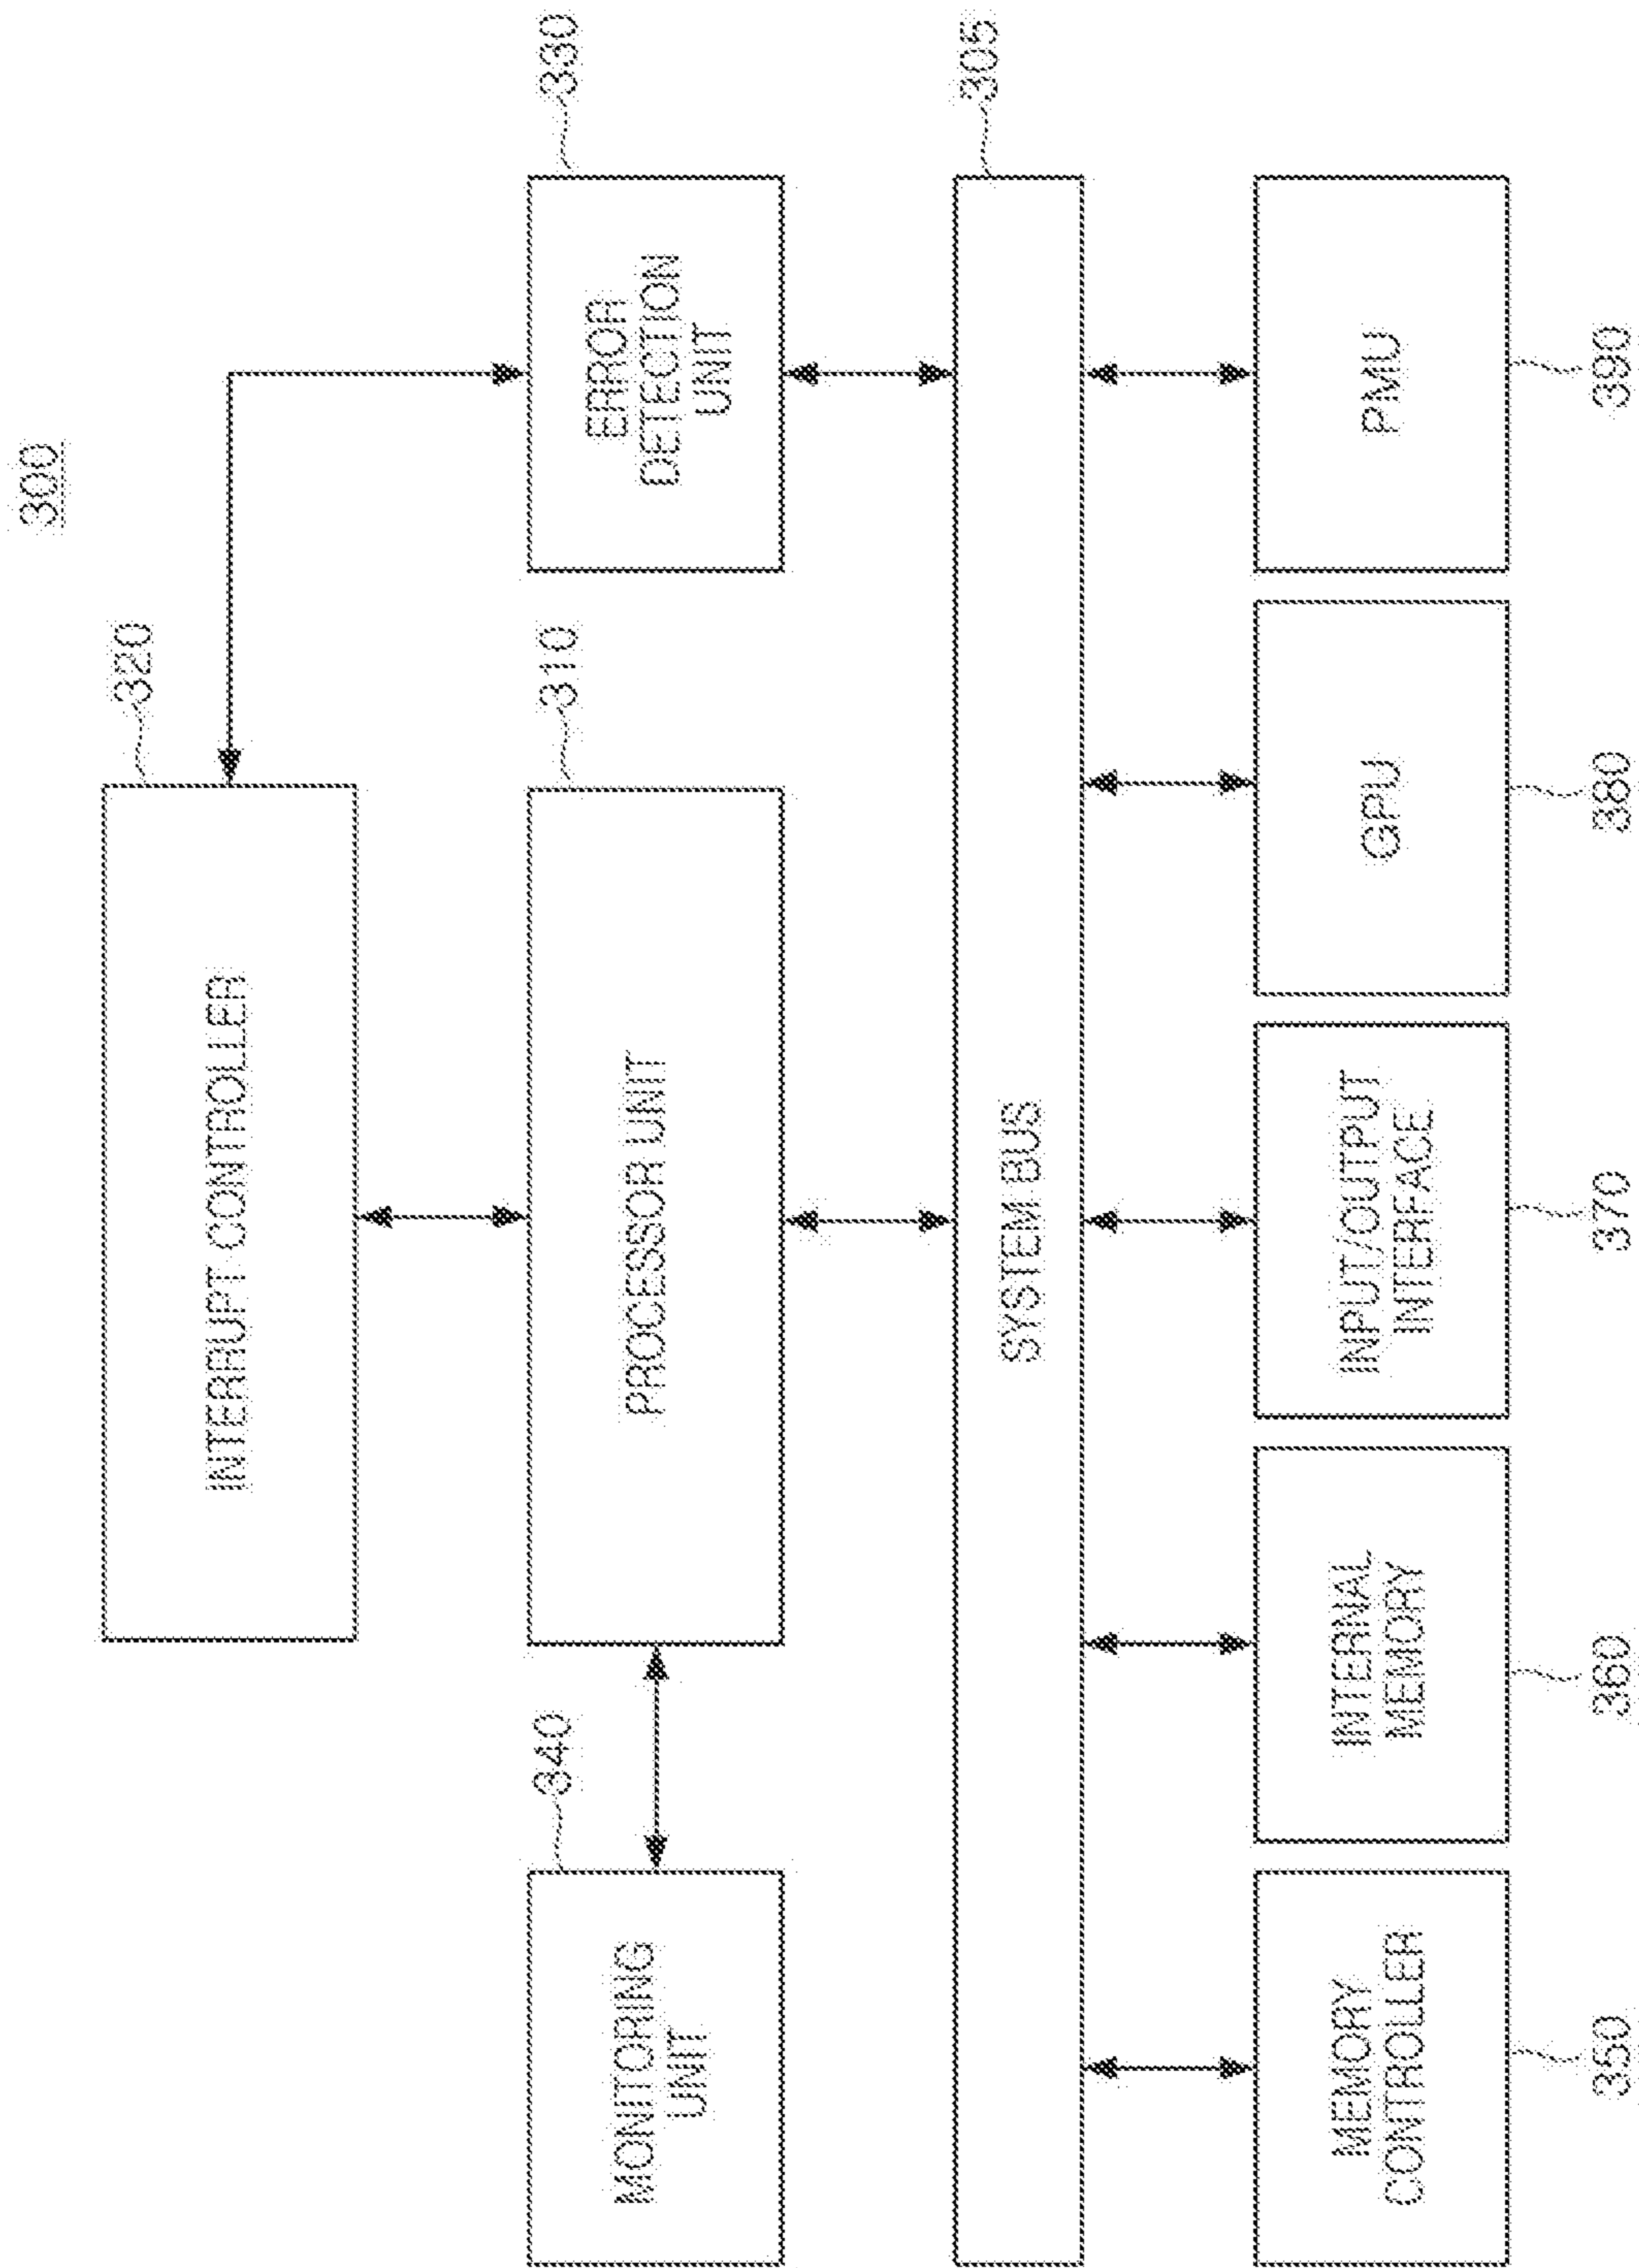 300
320
INTERRUPT CONTROLLER
340
310
330
MONITORING
UNIT
PROCESSOR UNIT
ERROR
DETECTION
UNIT
305
SYSTEM BUS
MEMORY
CONTROLLER
INTERNAL
MEMORY
INPUT/OUTPUT
INTERFACE
GPU
PMU
350
360
370
380
390